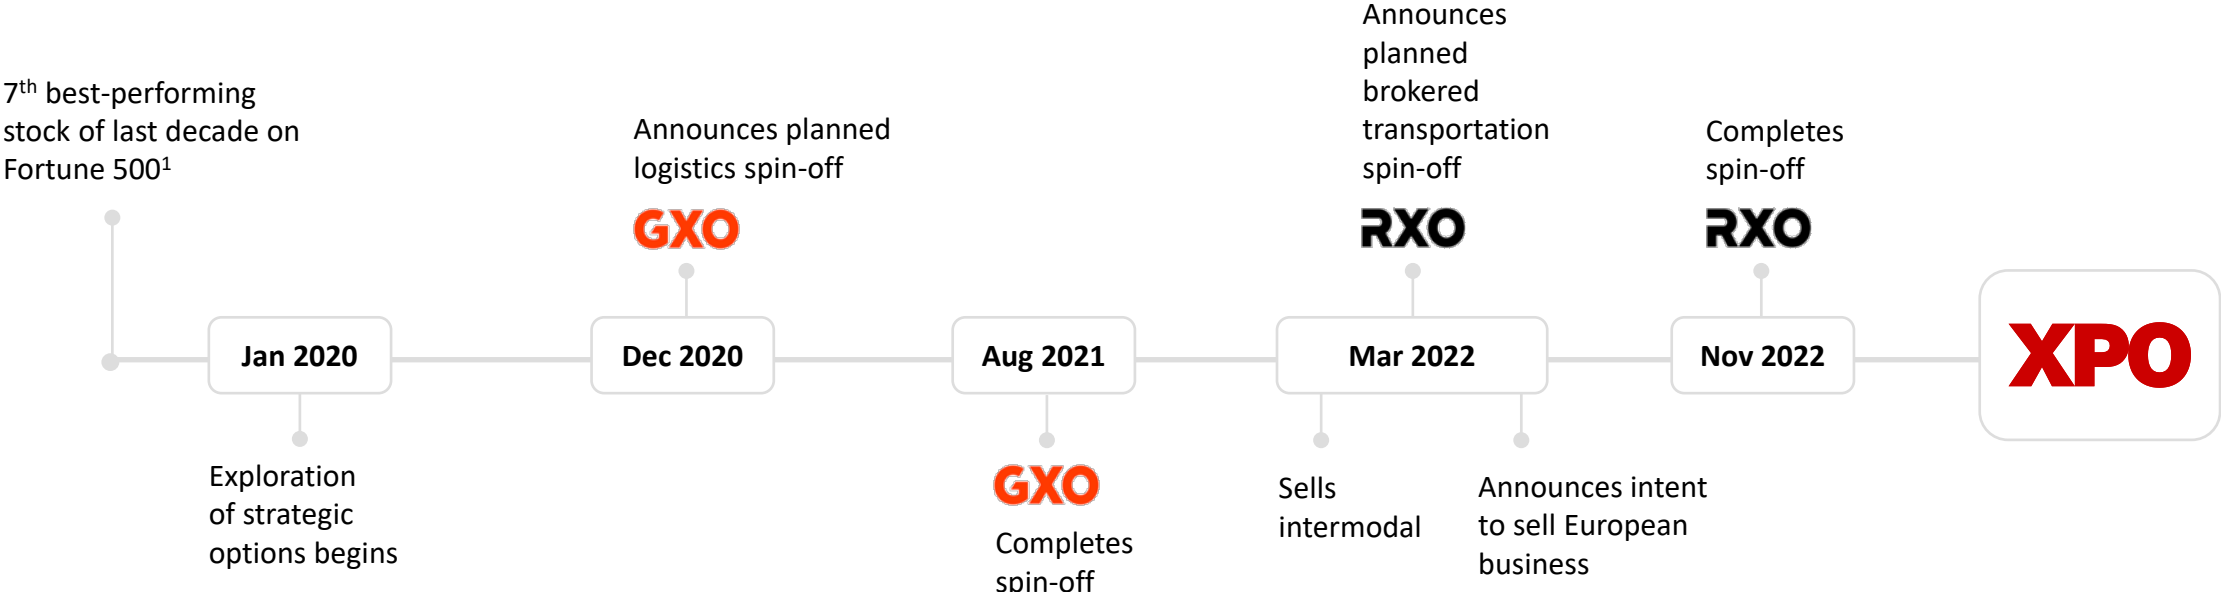 7th best-performing
stock of last decade on
Fortune 5001
Announces planned
logistics spin-off
GXO
Announces
planned
brokered
transportation
spin-off
RXO
Completes
spin-off
RXO
Jan 2020
Dec 2020
Aug 2021
Mar 2022
Nov 2022
XPO
Exploration
of strategic
options begins
GXO
Completes
spin-off
Sells
intermodal
Announces intent
to sell European
business